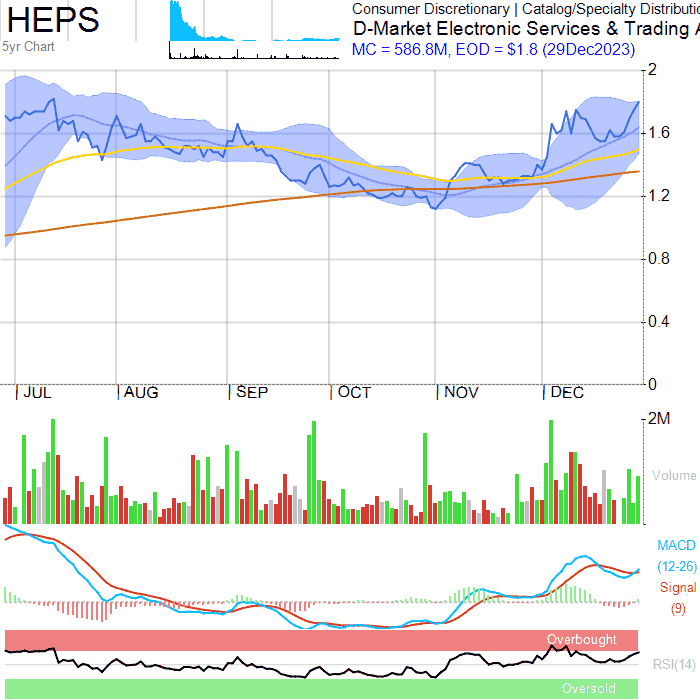 HEPS
5yr Chart
Consumer Discretionary | Catalog/Specialty Distributio
D-Market Electronic Services & Trading A
MC = 586.8M, EOD = $1.8 (29Dec2023)
2
1.6
1.2
0.8
0.4
0
JUL AUG SEP OCT NOV DEC
2M
Volume
MACD
(12-26)
Signal
(9)
Overbought
RSI(14)
Oversold